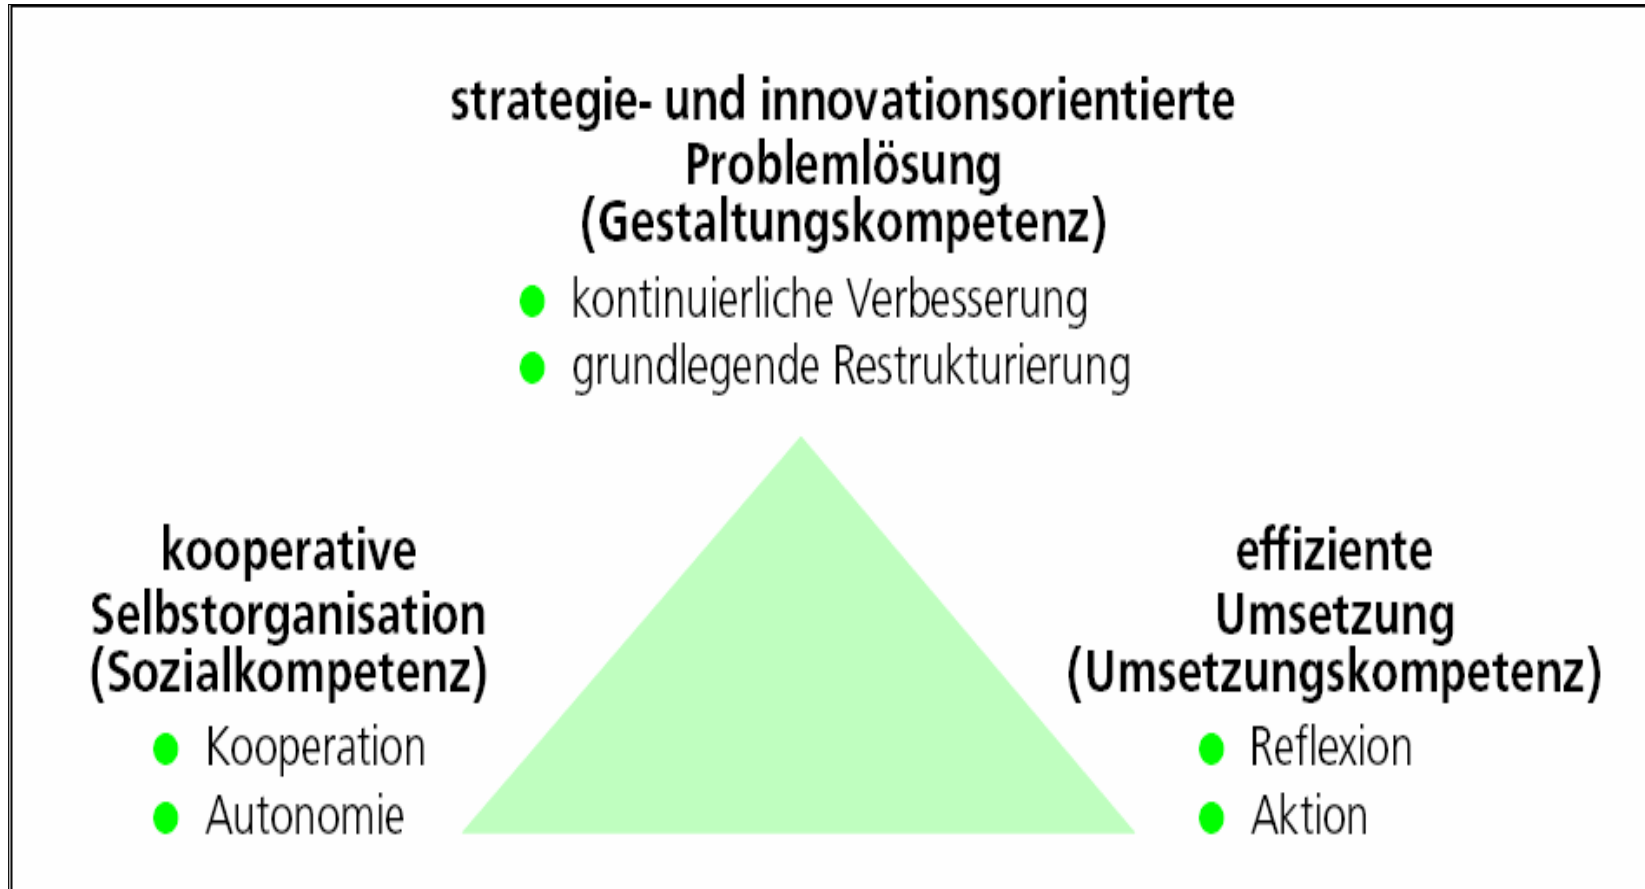 strategie- und innovationsorientierte
Problemlösung
(Gestaltungskompetenz)
kontinuierliche Verbesserung
grundlegende Restrukturierung
kooperative
Selbstorganisation
(Sozialkompetenz)
Kooperation
Autonomie
effiziente
Umsetzung
(Umsetzungskompetenz)
Reflexion
Aktion